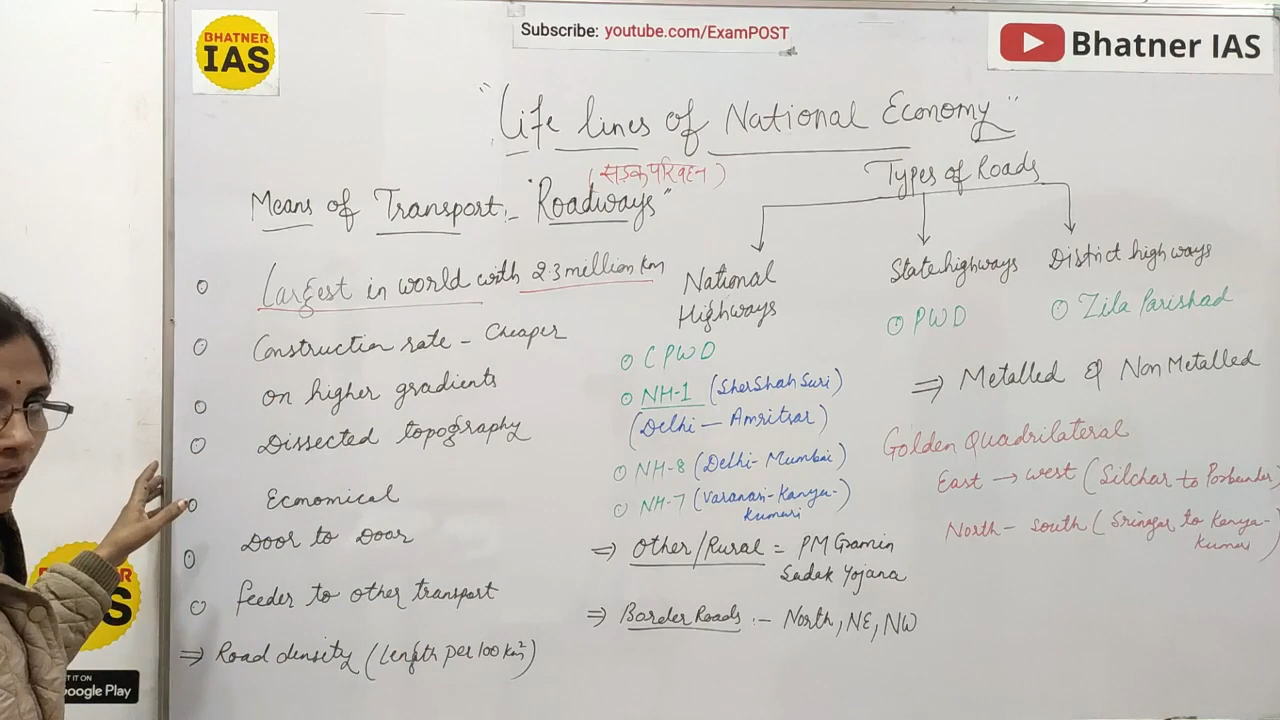 BHATNER
IAS
Subscribe: youtube.com/ExamPOST
Bhatner IAS
"Life lines of National Economy"
(सड़क परिवहन)
Means of Transport:- "Roadways"
Largest in world with 2.3 million Km
Construction rate - Cheaper
on higher gradients
Dissected topography
Economical
Door to Door
feeder to other transport
⇒ Road density (length per 100 Km²)
Types of Roads
National
Highways
CPWD
NH-1 (SherShah Suri)
(Delhi - Amritsar)
NH-8 (Delhi - Mumbai)
NH-7 (Varanasi - Kanya-
kumari)
State highways
PWD
District highways
Zila Parishad
⇒ Metalled & Non Metalled
Golden Quadrilateral
East → west (Silchar to Porbunder)
North - south (Srinagar to Kanya-
kumari)
⇒ Other/Rural = PM Gramin
Sadak Yojana
⇒ Border Roads :- North, NE, NW
GET IT ON
Google Play